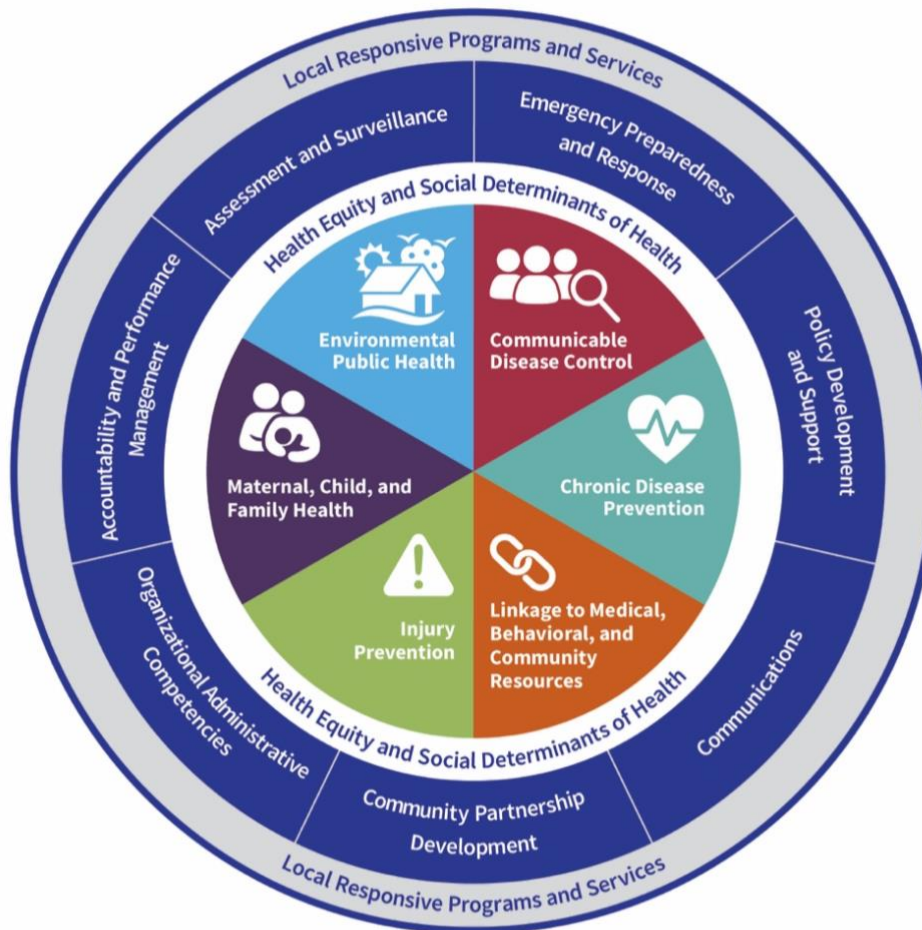 Local Responsive Programs and Services
Assessment and Surveillance
Emergency Preparedness
and Response
Policy Development
and Support
Communications
Community Partnership
Development
Organizational Administrative
Competencies
Accountability and Performance
Management
Health Equity and Social Determinants of Health
Environmental
Public Health
Communicable
Disease Control
Chronic Disease
Prevention
Linkage to Medical,
Behavioral, and
Community
Resources
Injury
Prevention
Maternal, Child, and
Family Health
Health Equity and Social Determinants of Health
Local Responsive Programs and Services